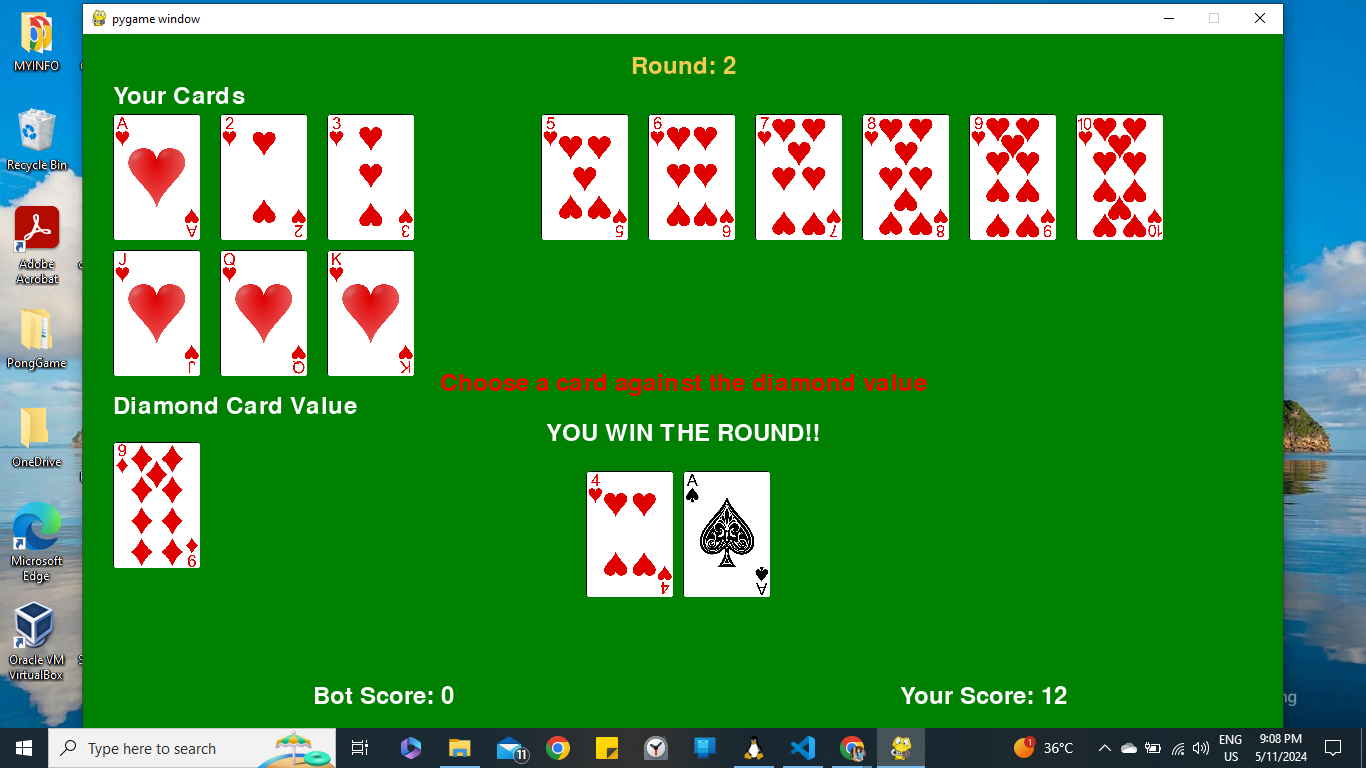 pygame window
MYINFO
Recycle Bin
Adobe
Acrobat
PongGame
OneDrive
Microsoft
Edge
Oracle VM
VirtualBox
Round: 2
Your Cards
A A
2 2
3 3
5 5
6 6
7 7
8 8
9 9
10 10
J J
Q Q
K K
Choose a card against the diamond value
Diamond Card Value
YOU WIN THE ROUND!!
9 9
4 4
A A
Bot Score: 0
Your Score: 12
Type here to search
11
1
36°C
ENG
US
9:08 PM
5/11/2024